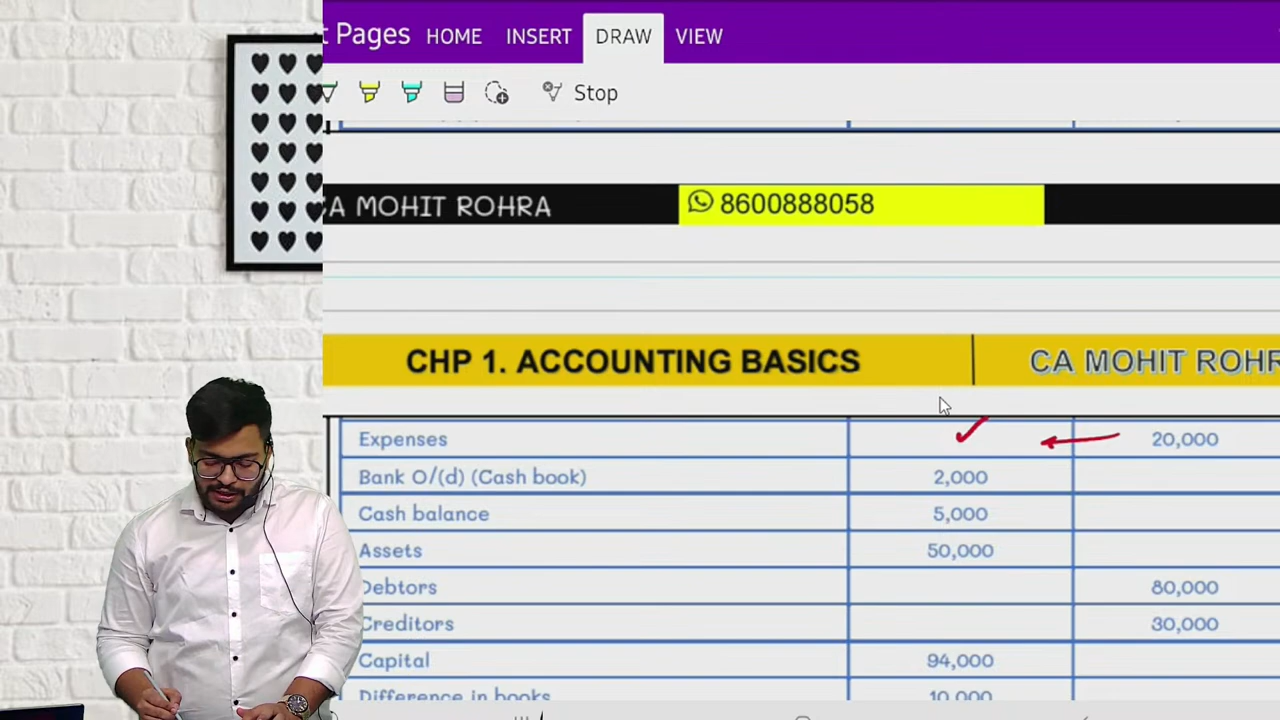 t Pages HOME INSERT DRAW VIEW
Stop
CA MOHIT ROHRA 8600888058
CHP 1. ACCOUNTING BASICS CA MOHIT ROHR
Expenses 20,000
Bank O/(d) (Cash book) 2,000
Cash balance 5,000
Assets 50,000
Debtors 80,000
Creditors 30,000
Capital 94,000
Difference in books 10,000